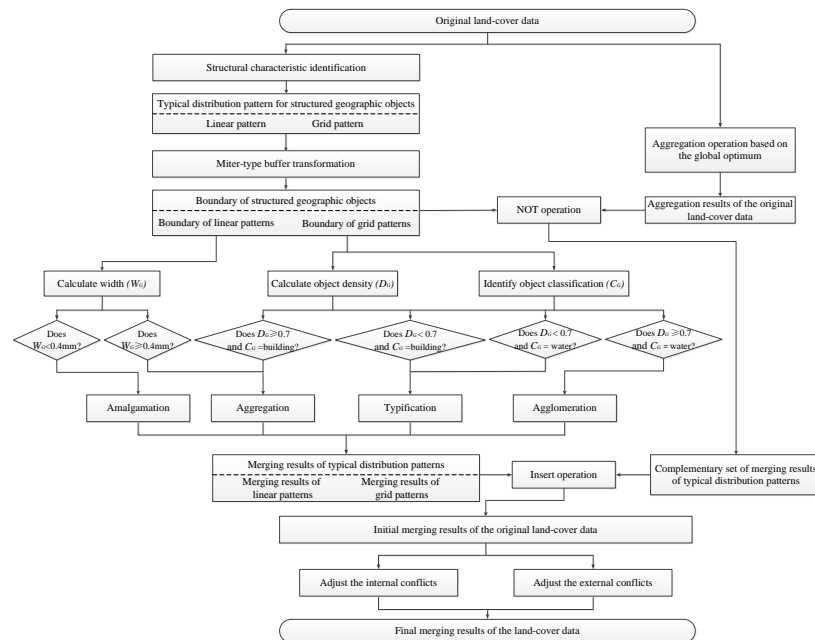 Original land-cover data
Structural characteristic identification
Typical distribution pattern for structured geographic objects
Linear pattern Grid pattern
Aggregation operation based on
the global optimum
Miter-type buffer transformation
Boundary of structured geographic objects
Boundary of linear patterns Boundary of grid patterns
NOT operation
Aggregation results of the original
land-cover data
Calculate width (WG)
Calculate object density (DG)
Identify object classification (CG)
Does
WG<0.4mm?
Does
WG≥0.4mm?
Does DG≥0.7
and CG =building?
Does DG< 0.7
and CG =building?
Does DG < 0.7
and CG = water?
Does DG ≥0.7
and CG = water?
Amalgamation
Aggregation
Typification
Agglomeration
Merging results of typical distribution patterns
Merging results of
linear patterns
Merging results of
grid patterns
Insert operation
Complementary set of merging results
of typical distribution patterns
Initial merging results of the original land-cover data
Adjust the internal conflicts
Adjust the external conflicts
Final merging results of the land-cover data